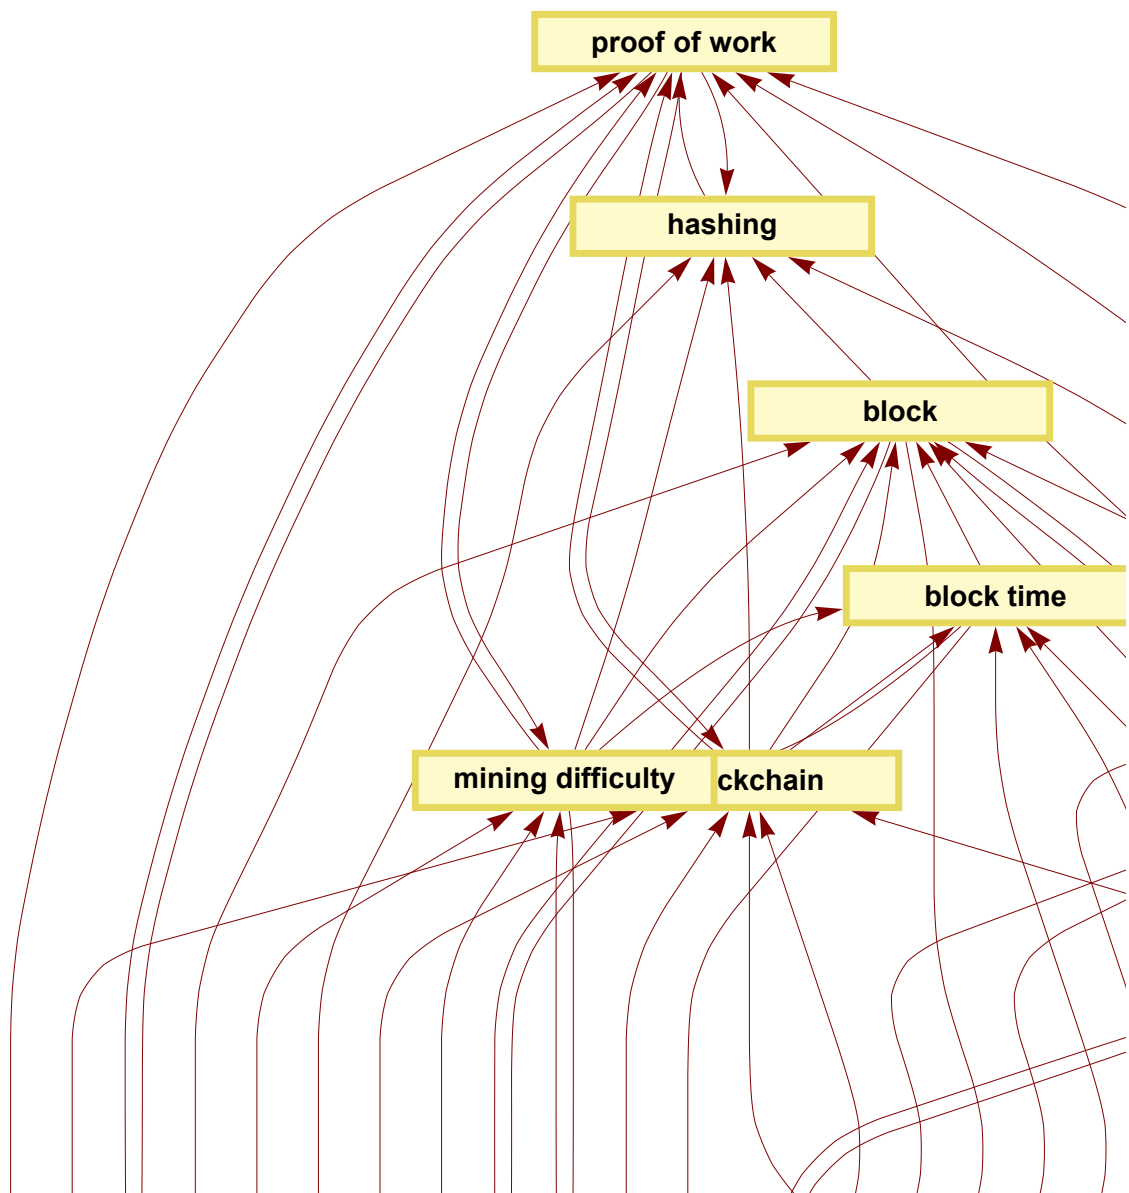 proof of work
hashing
block
block time
mining difficulty
ckchain